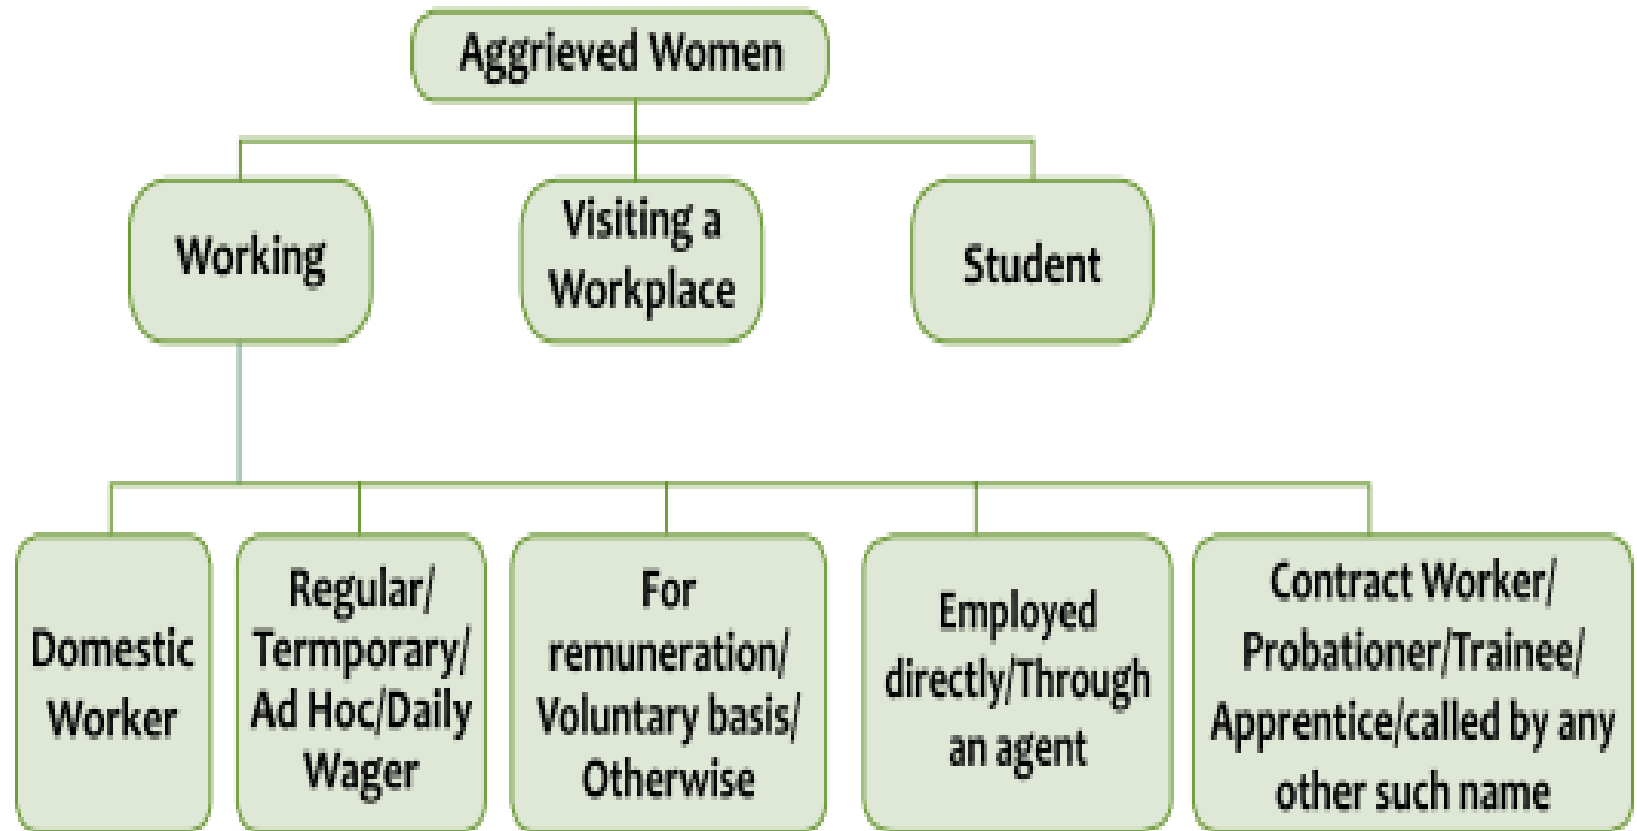 Aggrieved Women
Working
Visiting a
Workplace
Student
Domestic
Worker
Regular/
Termporary/
Ad Hoc/Daily
Wager
For
remuneration/
Voluntary basis/
Otherwise
Employed
directly/Through
an agent
Contract Worker/
Probationer/Trainee/
Apprentice/called by any
other such name